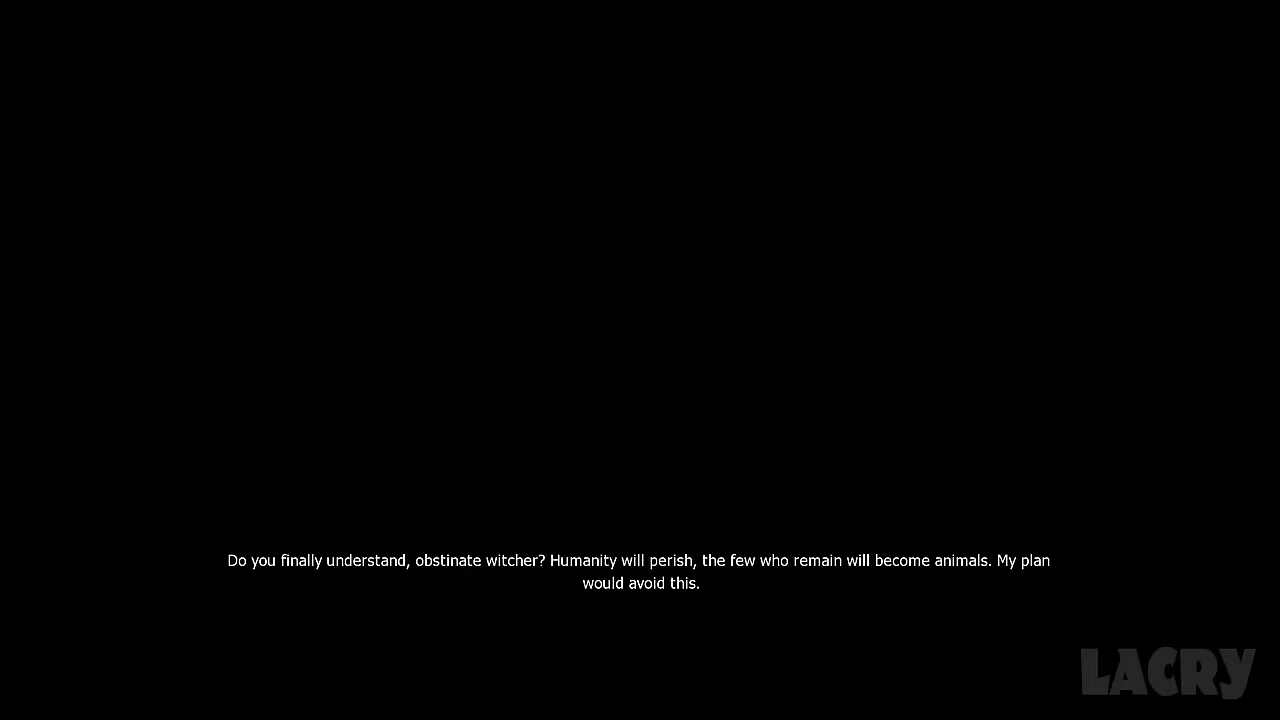 Do you finally understand, obstinate witcher? Humanity will perish, the few who remain will become animals. My plan
would avoid this.
LACRY